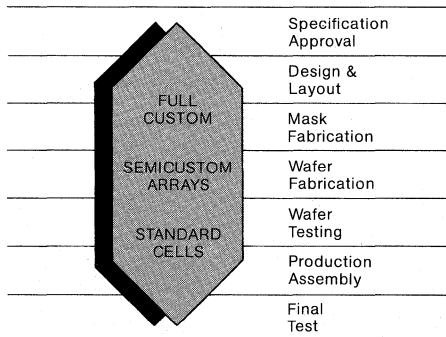 FULL
CUSTOM
SEMICUSTOM
ARRAYS
STANDARD
CELLS
Specification
Approval
Design &
Layout
Mask
Fabrication
Wafer
Fabrication
Wafer
Testing
Production
Assembly
Final
Test